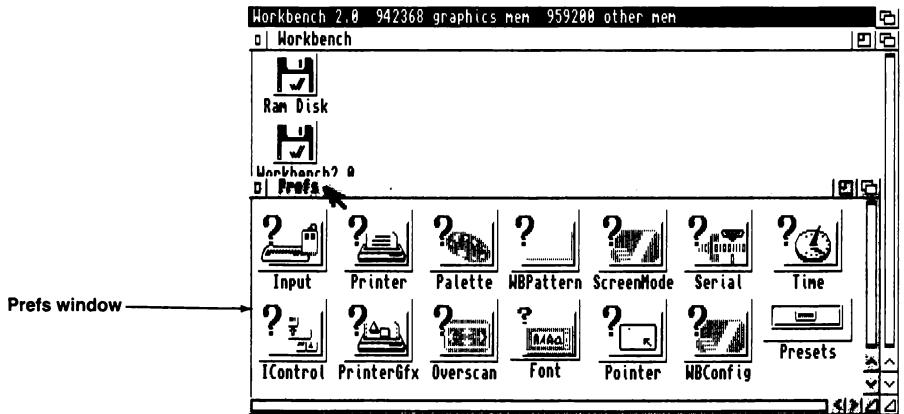 Workbench 2.0 942368 graphics mem 959200 other mem
Workbench
Ram Disk
Workbench2.0
Prefs
Input Printer Palette WBPattern ScreenMode Serial Time
Prefs window
IControl PrinterGfx Overscan Font Pointer WBConfig Presets